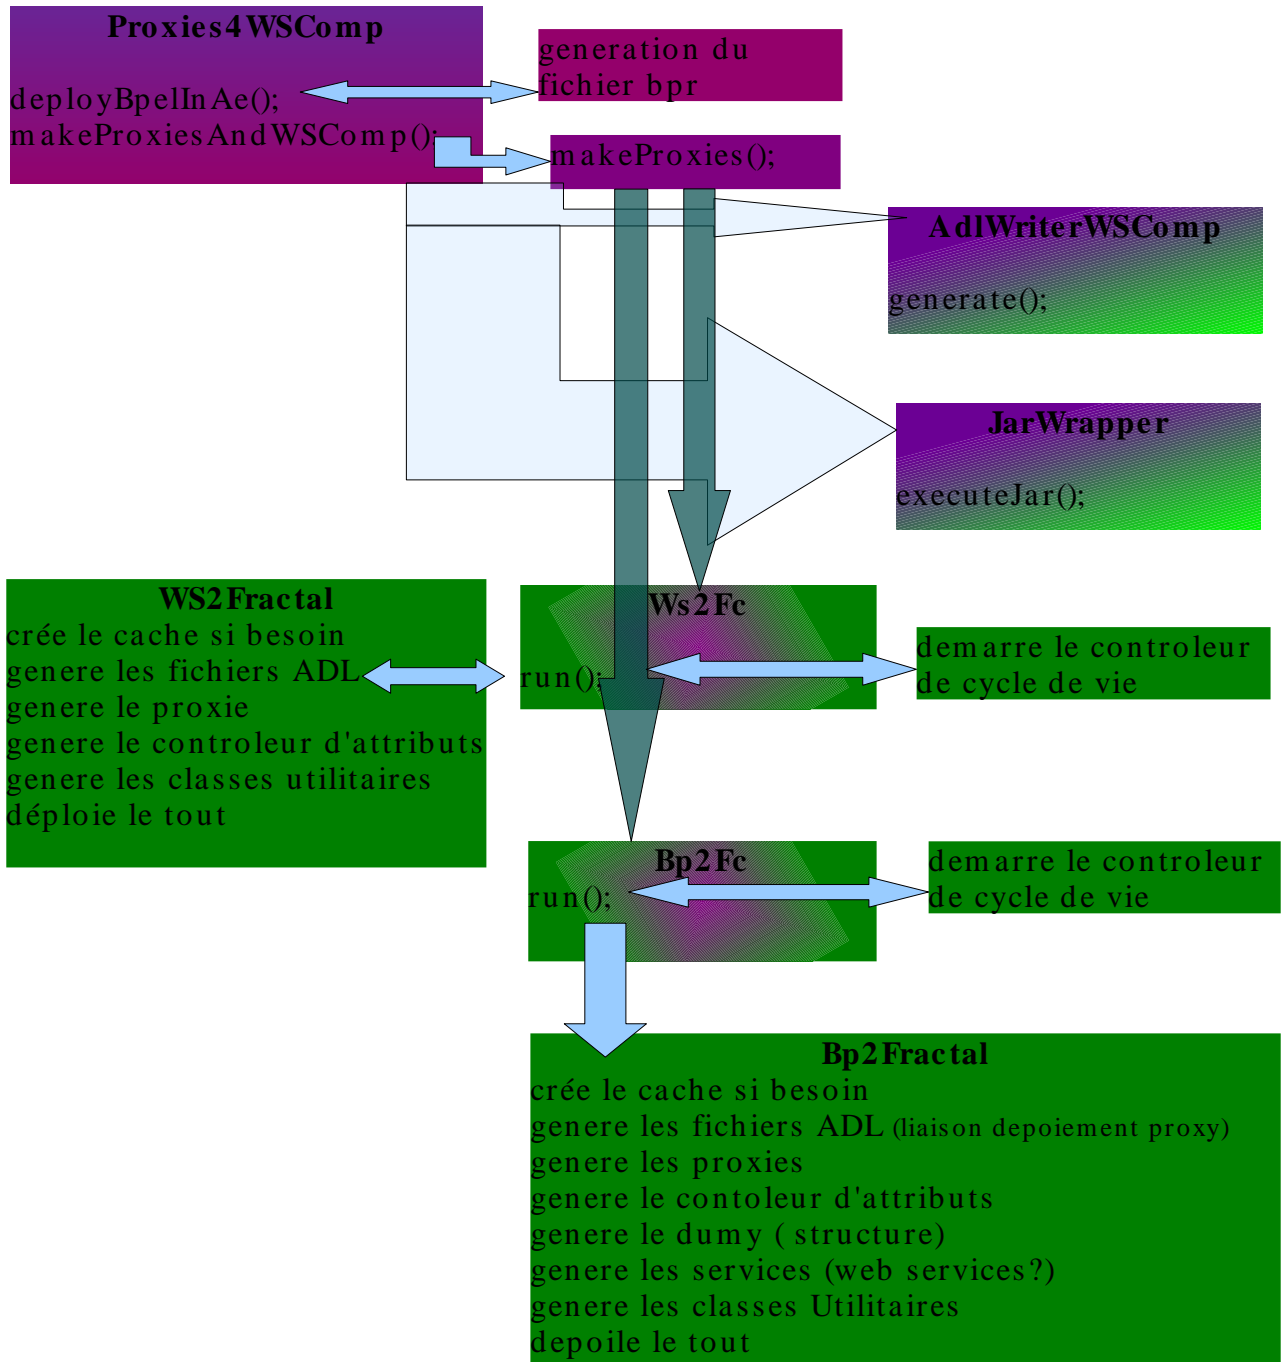 Proxies4WSComp
deployBpelInAe();
makeProxiesAndWSComp();
generation du
fichier bpr
makeProxies();
AdlWriterWSComp
generate();
JarWrapper
executeJar();
WS2Fractal
crée le cache si besoin
genere les fichiers ADL
genere le proxie
genere le controleur d'attributs
genere les classes utilitaires
déploie le tout
Ws2Fc
run();
demarre le controleur
de cycle de vie
Bp2Fc
run();
demarre le controleur
de cycle de vie
Bp2Fractal
crée le cache si besoin
genere les fichiers ADL (liaison depoiement proxy)
genere les proxies
genere le contoleur d'attributs
genere le dumy ( structure)
genere les services (web services?)
genere les classes Utilitaires
depoile le tout